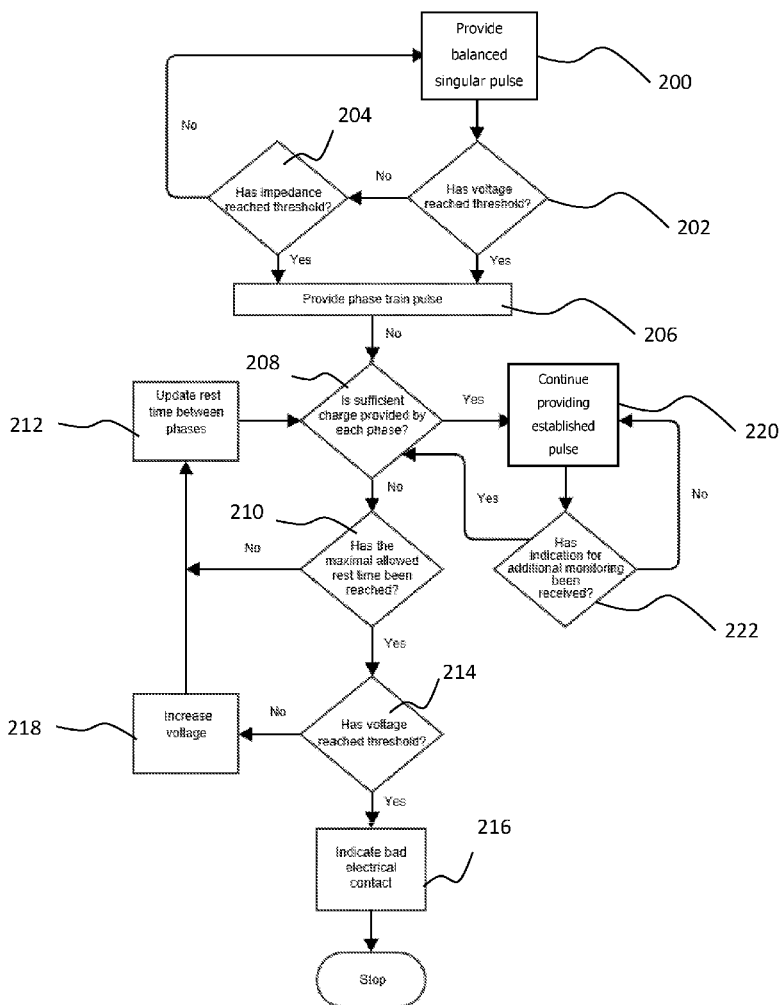 Provide
balanced
singular pulse
200
204
No
Has impedance
reached threshold?
No
Has voltage
reached threshold?
202
Yes
Yes
Provide phase train pulse
206
No
208
Update rest
time between
phases
212
Is sufficient
charge provided by
each phase?
Yes
Continue
providing
established
pulse
220
No
Yes
No
210
Has the
maximal allowed
rest time been
reached?
No
Has
indication for
additional monitoring
been
received?
222
Yes
214
Increase
voltage
218
No
Has voltage
reached threshold?
Yes
Indicate bad
electrical
contact
216
Stop